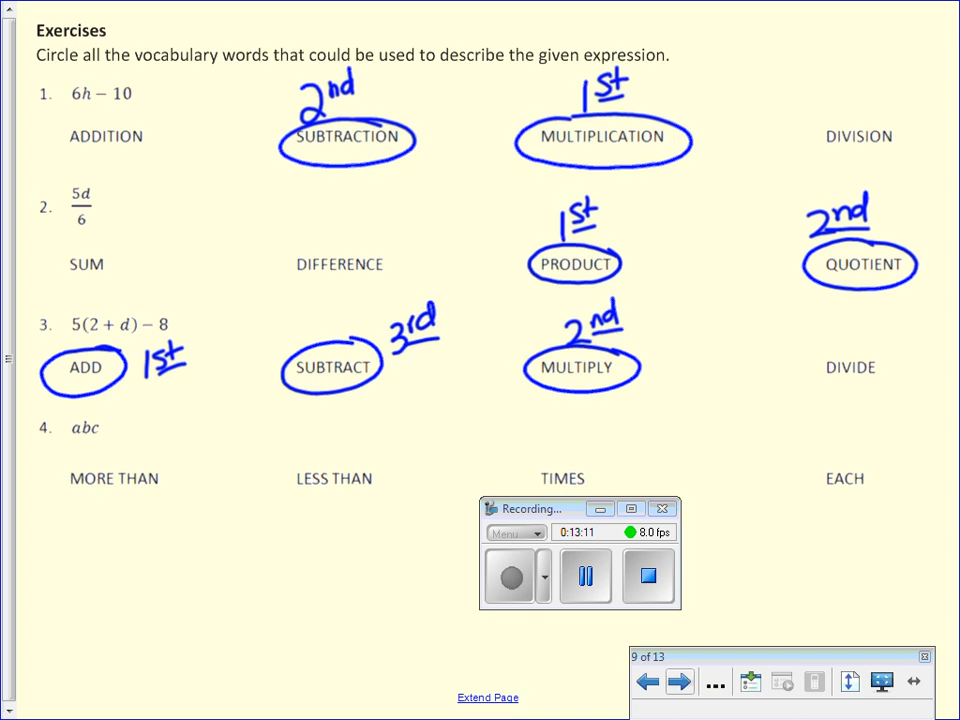 Exercises
Circle all the vocabulary words that could be used to describe the given expression.
1. 6h − 10
2nd 1st
ADDITION SUBTRACTION MULTIPLICATION DIVISION
2. 5d/6
1st 2nd
SUM DIFFERENCE PRODUCT QUOTIENT
3. 5(2 + d) − 8
3rd 2nd
ADD 1st SUBTRACT MULTIPLY DIVIDE
4. abc
MORE THAN LESS THAN TIMES EACH
Recording...
Menu 0:13:11 8.0 fps
9 of 13
Extend Page